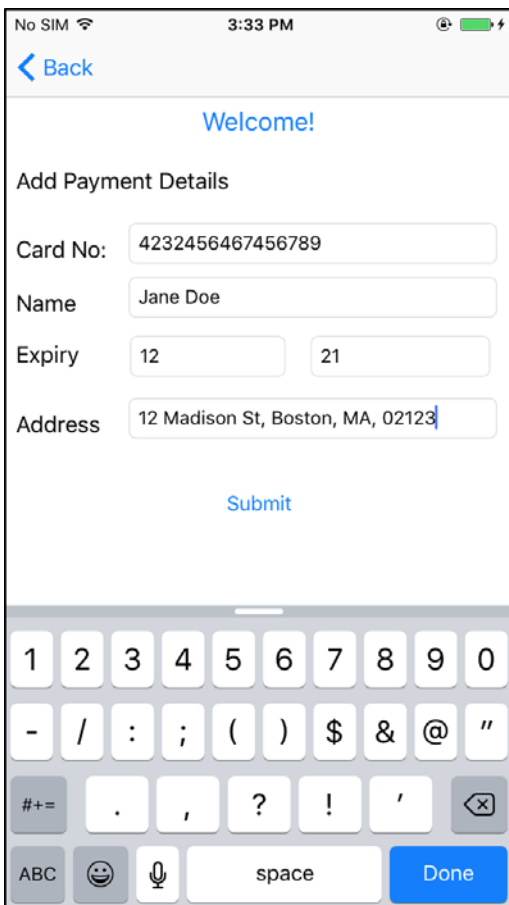 No SIM 3:33 PM
Back
Welcome!
Add Payment Details
Card No: 4232456467456789
Name Jane Doe
Expiry 12 21
Address 12 Madison St, Boston, MA, 02123
Submit
1 2 3 4 5 6 7 8 9 0
- / : ; ( ) $ & @ "
#+= . , ? ! '
ABC space Done